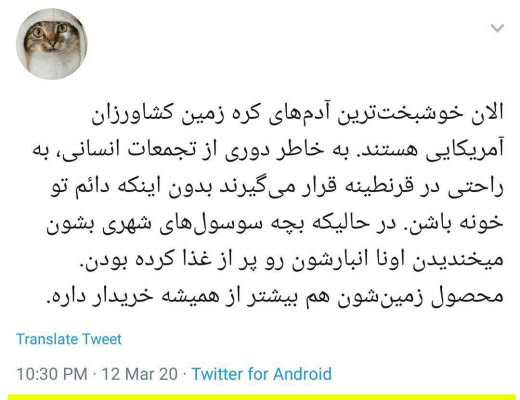 الان خوشبخت‌ترین آدم‌های کره زمین کشاورزان
آمریکایی هستند. به خاطر دوری از تجمعات انسانی، به
راحتی در قرنطینه قرار می‌گیرند بدون اینکه دائم تو
خونه باشن. در حالیکه بچه سوسول‌های شهری بشون
میخندیدن اونا انبارشون رو پر از غذا کرده بودن.
محصول زمین‌شون هم بیشتر از همیشه خریدار داره.
Translate Tweet
10:30 PM · 12 Mar 20 · Twitter for Android